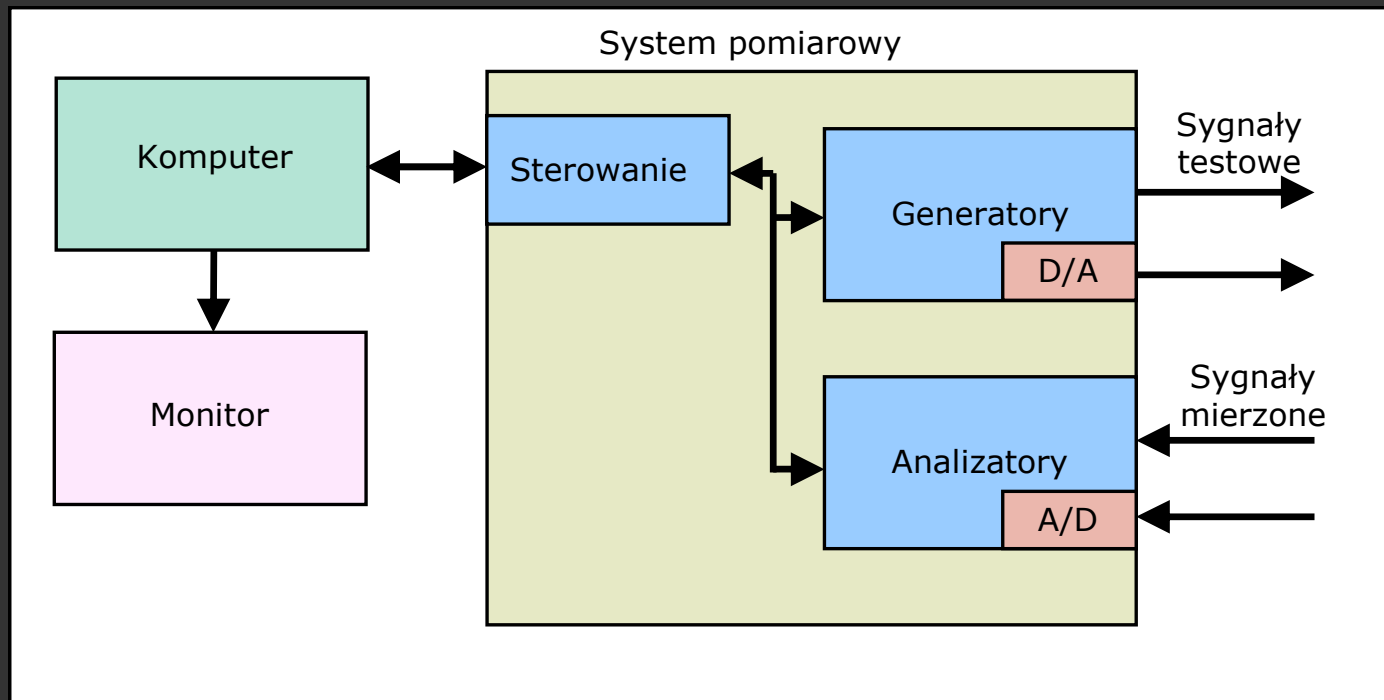 System pomiarowy
Komputer
Sterowanie
Generatory
D/A
Sygnały
testowe
Monitor
Analizatory
A/D
Sygnały
mierzone